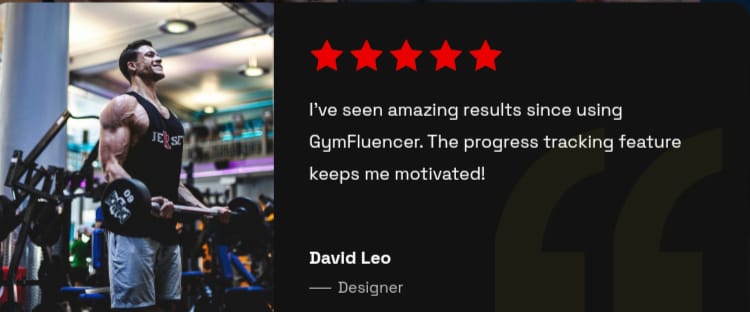 I've seen amazing results since using
GymFluencer. The progress tracking feature
keeps me motivated!
David Leo
— Designer